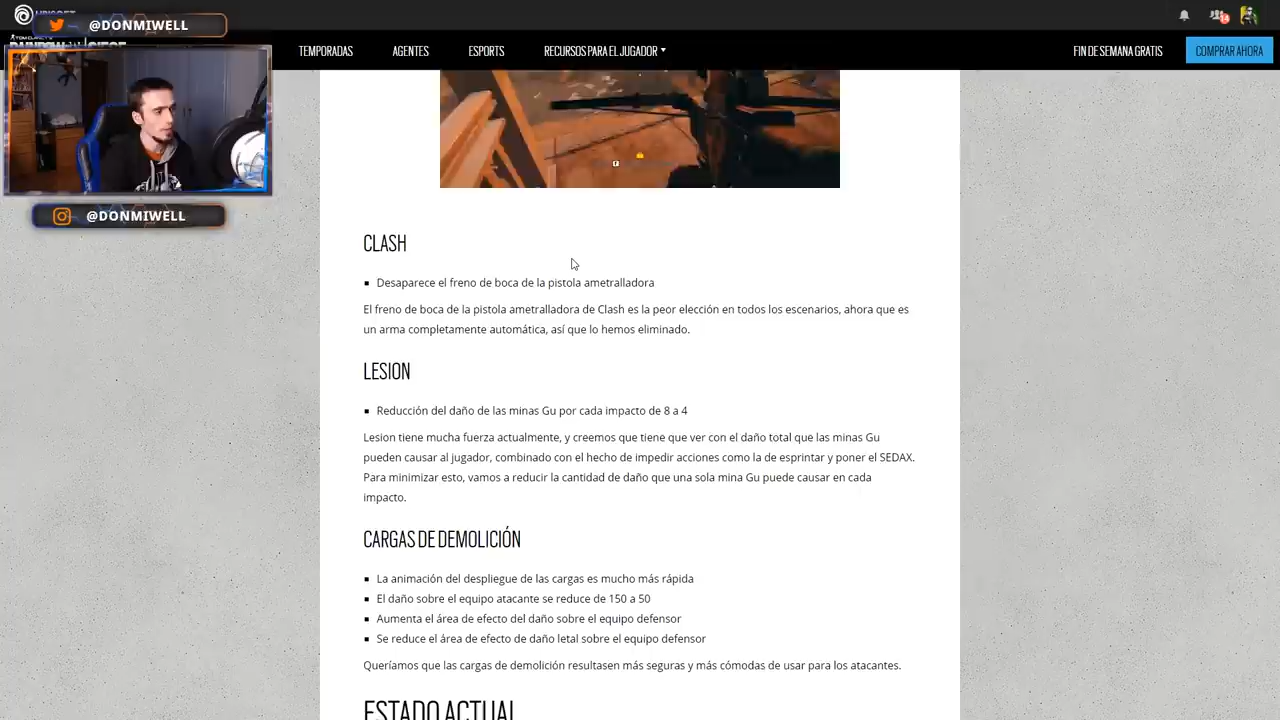 UBISOFT
@DONMIWELL
14
TOM CLANCY'S
TEMPORADAS
AGENTES
ESPORTS
RECURSOS PARA EL JUGADOR
FIN DE SEMANA GRATIS
COMPRAR AHORA
@DONMIWELL
CLASH
Desaparece el freno de boca de la pistola ametralladora
El freno de boca de la pistola ametralladora de Clash es la peor elección en todos los escenarios, ahora que es
un arma completamente automática, así que lo hemos eliminado.
LESION
Reducción del daño de las minas Gu por cada impacto de 8 a 4
Lesion tiene mucha fuerza actualmente, y creemos que tiene que ver con el daño total que las minas Gu
pueden causar al jugador, combinado con el hecho de impedir acciones como la de esprintar y poner el SEDAX.
Para minimizar esto, vamos a reducir la cantidad de daño que una sola mina Gu puede causar en cada
impacto.
CARGAS DE DEMOLICIÓN
La animación del despliegue de las cargas es mucho más rápida
El daño sobre el equipo atacante se reduce de 150 a 50
Aumenta el área de efecto del daño sobre el equipo defensor
Se reduce el área de efecto de daño letal sobre el equipo defensor
Queríamos que las cargas de demolición resultasen más seguras y más cómodas de usar para los atacantes.
ESTADO ACTUAL